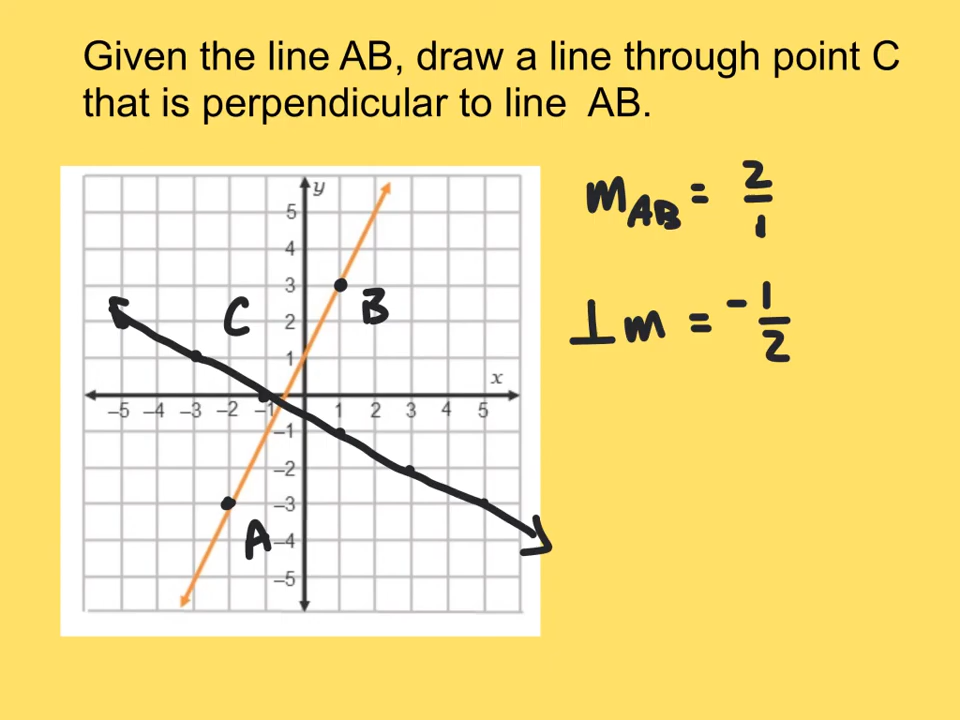 Given the line AB, draw a line through point C
that is perpendicular to line AB.
y
5
4
3
2
1
x
–5 –4 –3 –2 –1 1 2 3 4 5
–1
–2
–3
–4
–5
C
B
A
m_AB = 2/1
⊥ m = -1/2